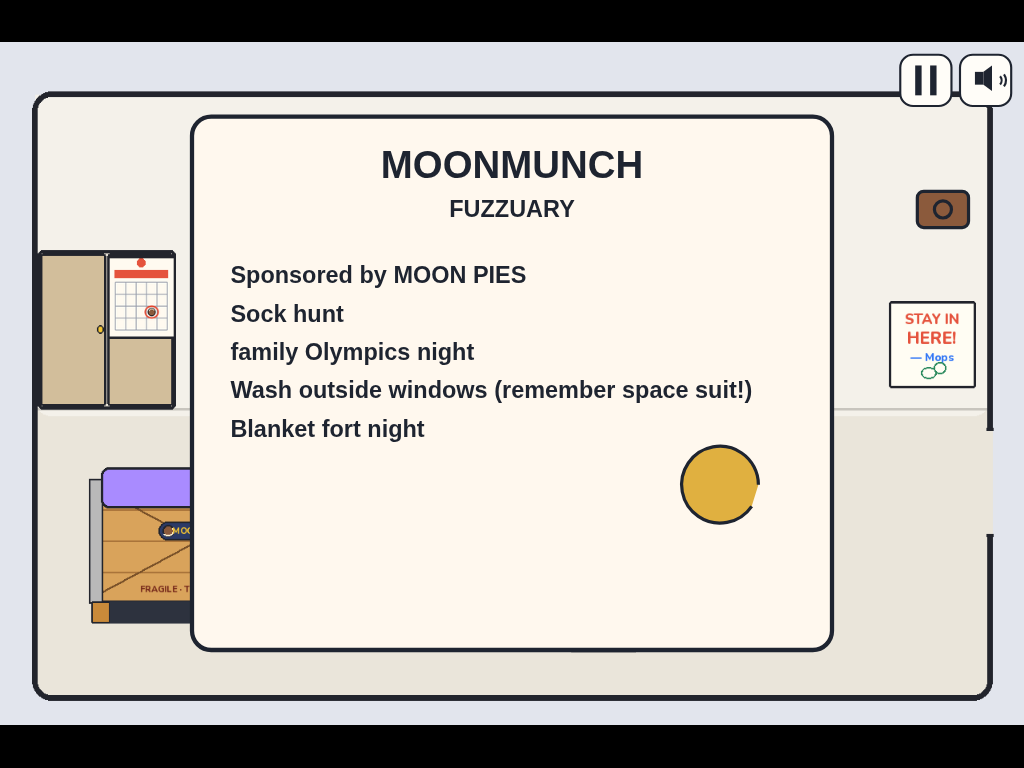 MOONMUNCH
FUZZUARY
Sponsored by MOON PIES
Sock hunt
family Olympics night
Wash outside windows (remember space suit!)
Blanket fort night
STAY IN
HERE!
— Mops
MOO
FRAGILE · T